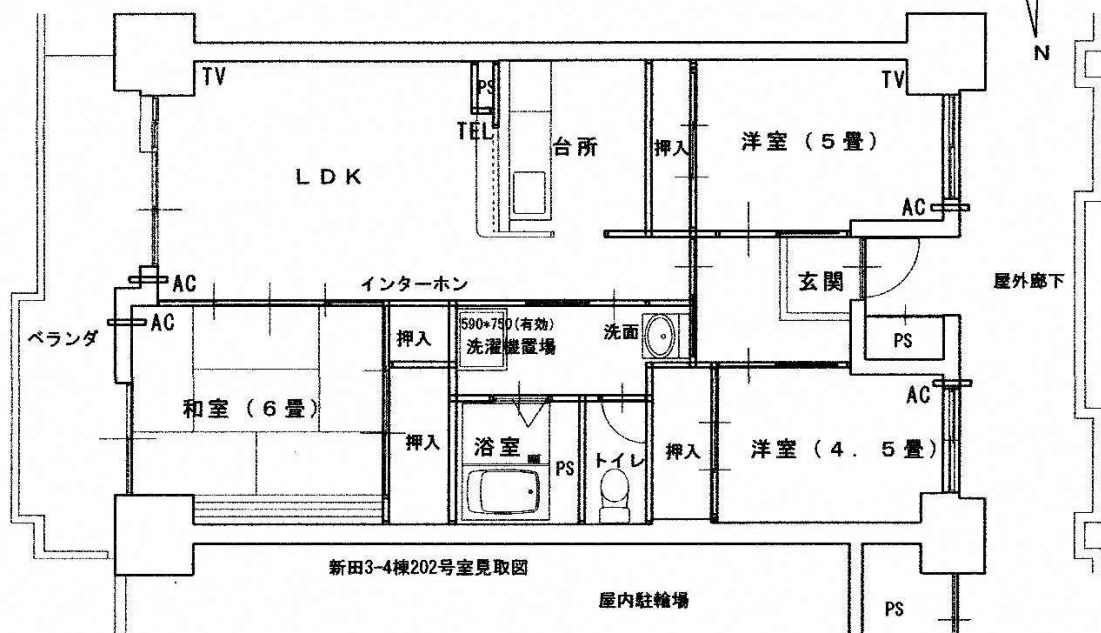 N
TV
PS
TEL
台所
押入
洋室(5畳)
TV
LDK
AC
AC
インターホン
玄関
屋外廊下
ベランダ
AC
押入
590*750(有効)
洗濯機置場
洗面
PS
AC
和室(6畳)
押入
浴室
PS
トイレ
押入
洋室(4.5畳)
新田3-4棟202号室見取図
屋内駐輪場
PS